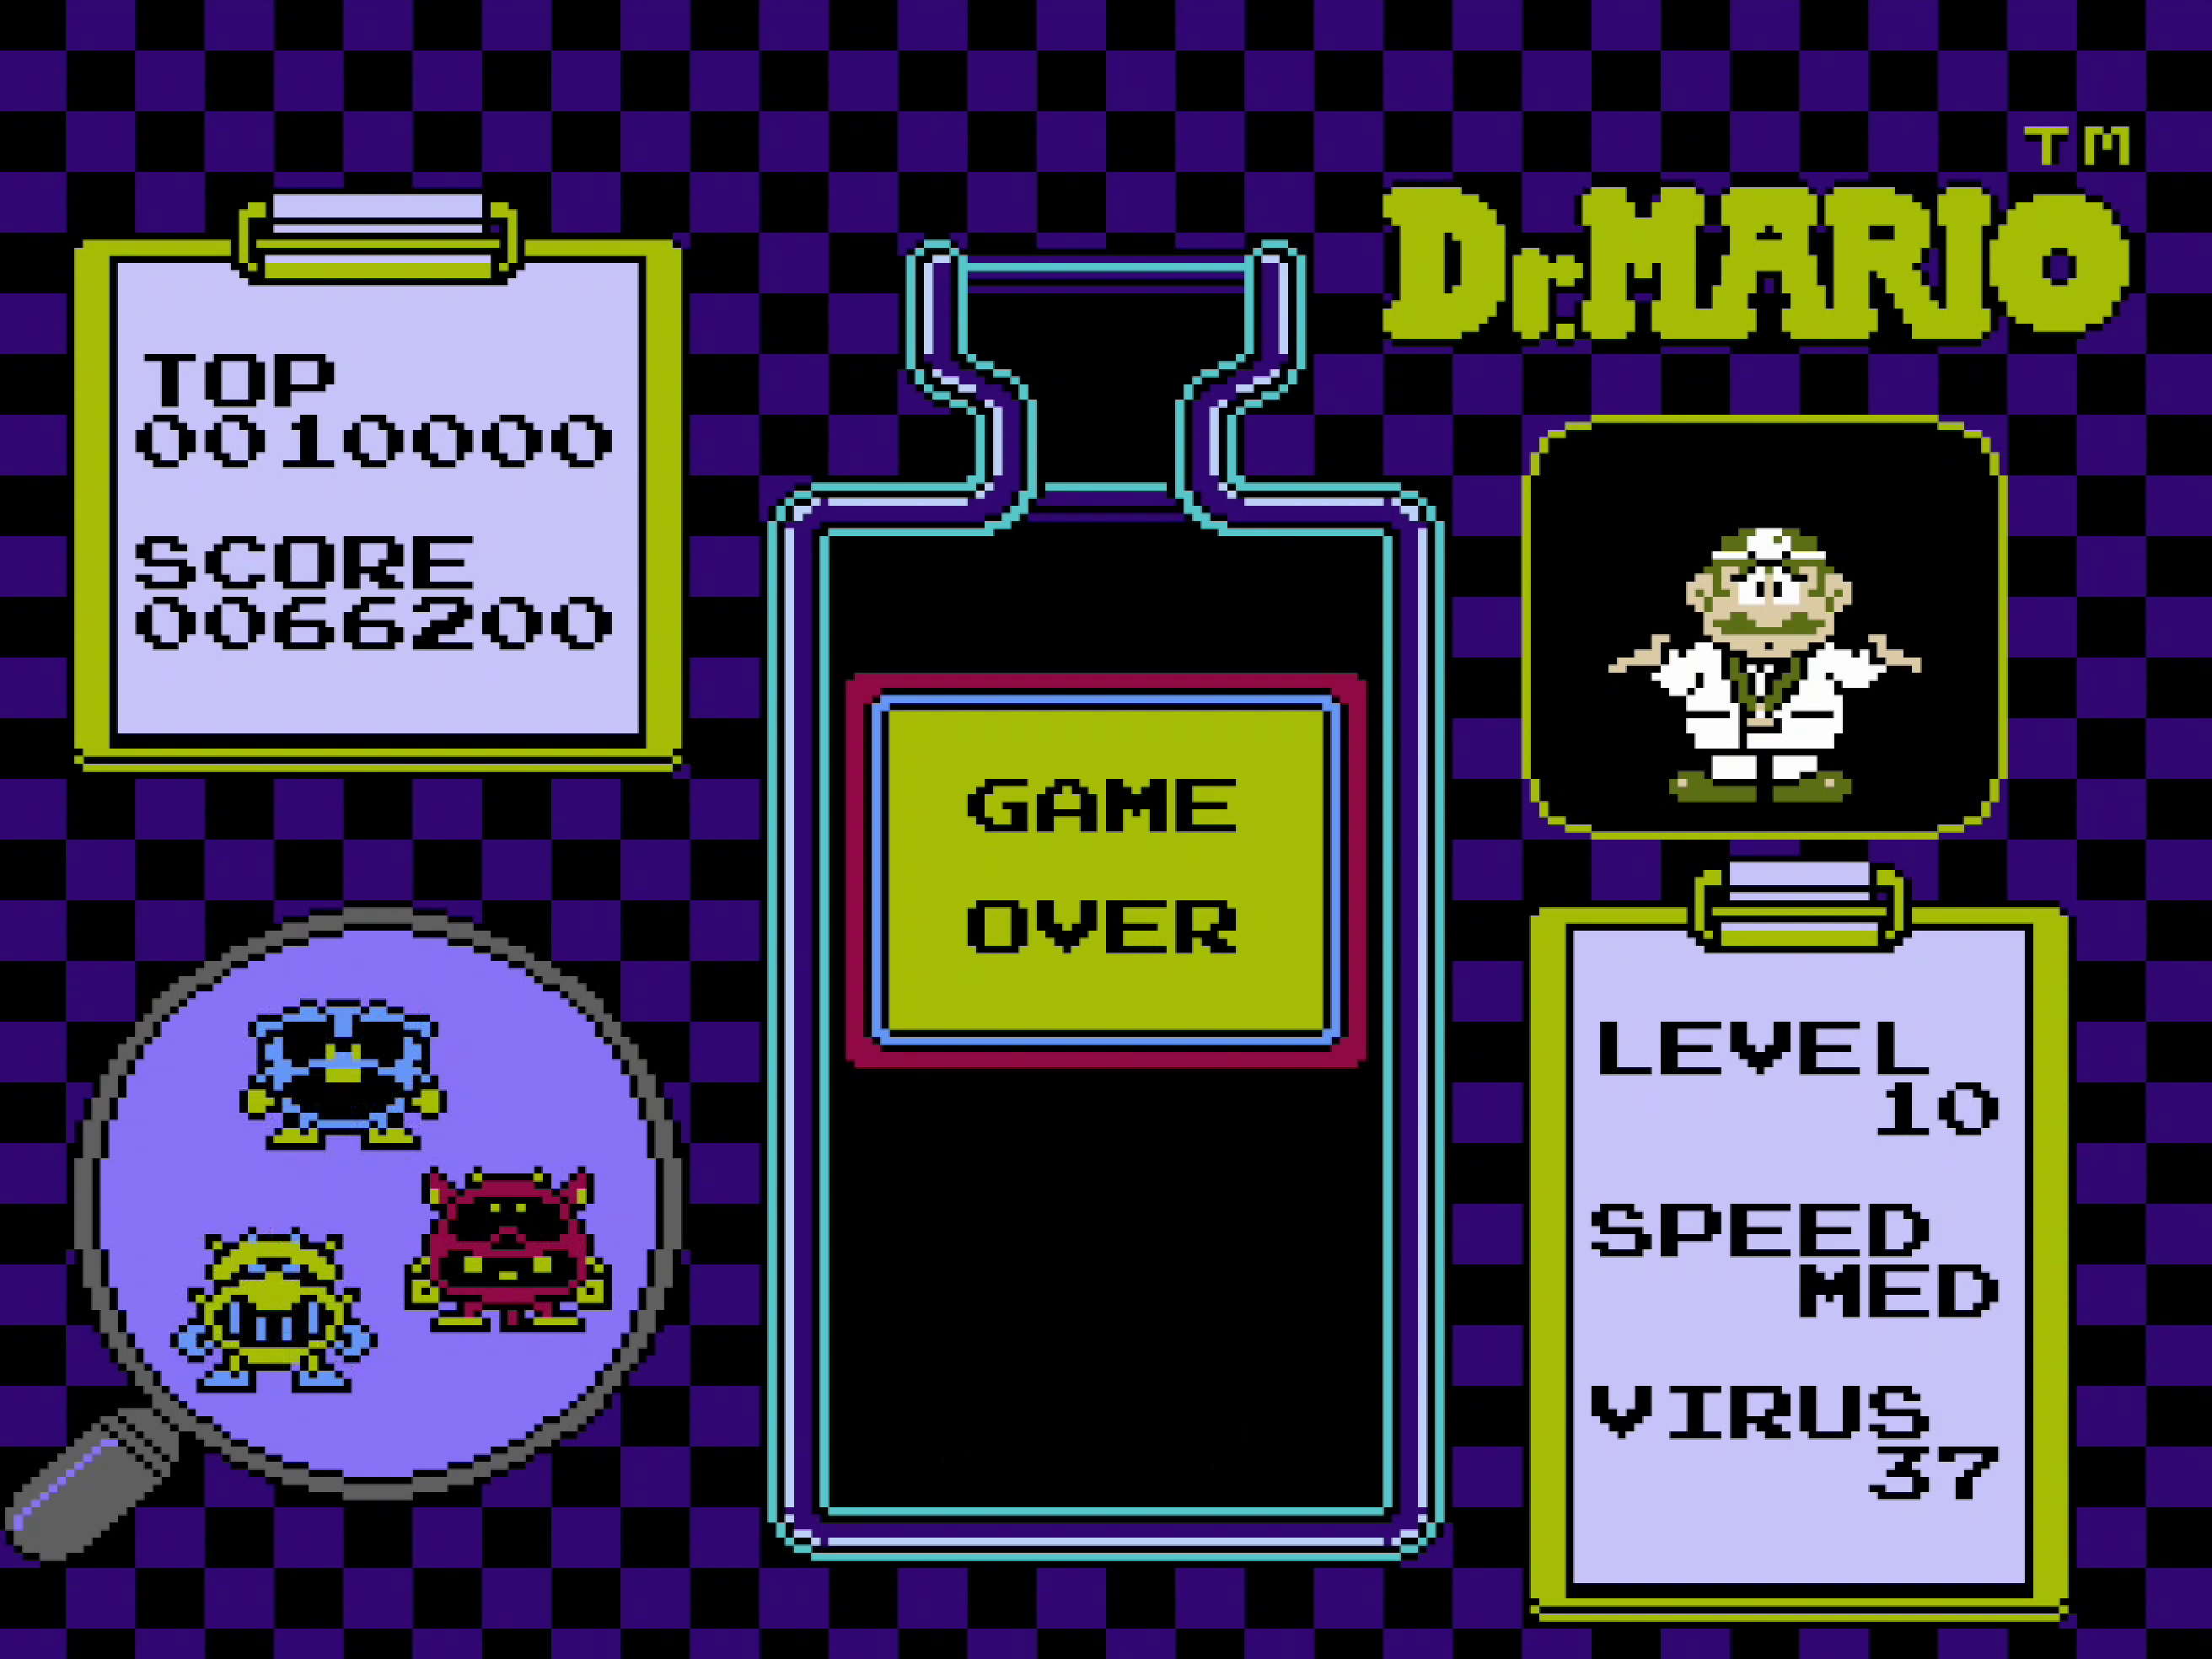 TM
Dr. MARIO
TOP
0010000
SCORE
0066200
GAME
OVER
LEVEL
10
SPEED
MED
VIRUS
37